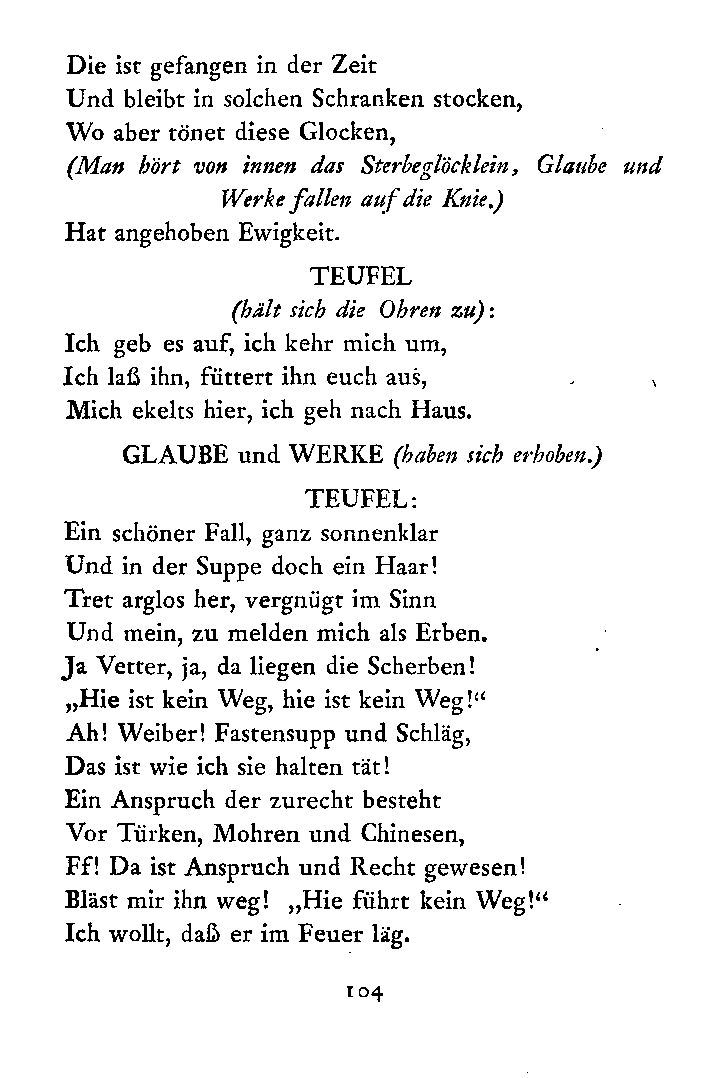 Die ist gefangen in der Zeit
Und bleibt in solchen Schranken stocken,
Wo aber tönet diese Glocken,
(Man hört von innen das Sterbeglöcklein, Glaube und
Werke fallen auf die Knie.)
Hat angehoben Ewigkeit.
TEUFEL
(hält sich die Ohren zu):
Ich geb es auf, ich kehr mich um,
Ich laß ihn, füttert ihn euch aus,
Mich ekelts hier, ich geh nach Haus.
GLAUBE und WERKE (haben sich erhoben.)
TEUFEL:
Ein schöner Fall, ganz sonnenklar
Und in der Suppe doch ein Haar!
Tret arglos her, vergnügt im Sinn
Und mein, zu melden mich als Erben.
Ja Vetter, ja, da liegen die Scherben!
„Hie ist kein Weg, hie ist kein Weg!“
Ah! Weiber! Fastensupp und Schläg,
Das ist wie ich sie halten tät!
Ein Anspruch der zurecht besteht
Vor Türken, Mohren und Chinesen,
Ff! Da ist Anspruch und Recht gewesen!
Bläst mir ihn weg! „Hie führt kein Weg!“
Ich wollt, daß er im Feuer läg.
104